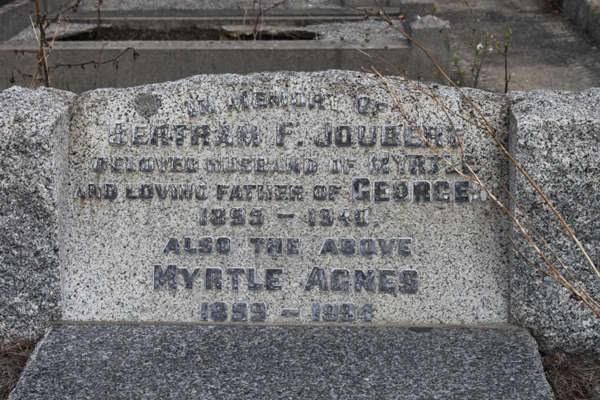 In Memory Of
Bertram F. Joubert
Beloved Husband of Myrtle
And Loving Father of George.
1895 – 1940.
Also The Above
Myrtle Agnes
1899 – 1994